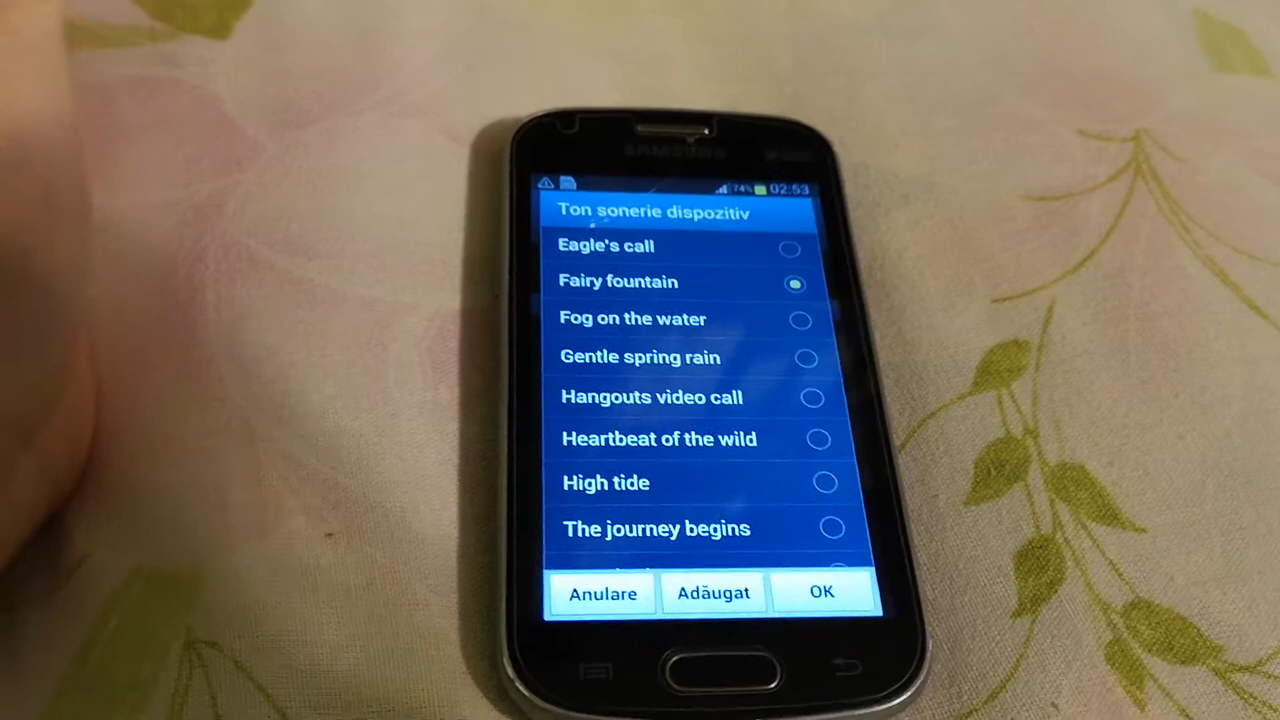 SAMSUNG
74% 02:53
Ton sonerie dispozitiv
Eagle's call
Fairy fountain
Fog on the water
Gentle spring rain
Hangouts video call
Heartbeat of the wild
High tide
The journey begins
Anulare Adăugat OK